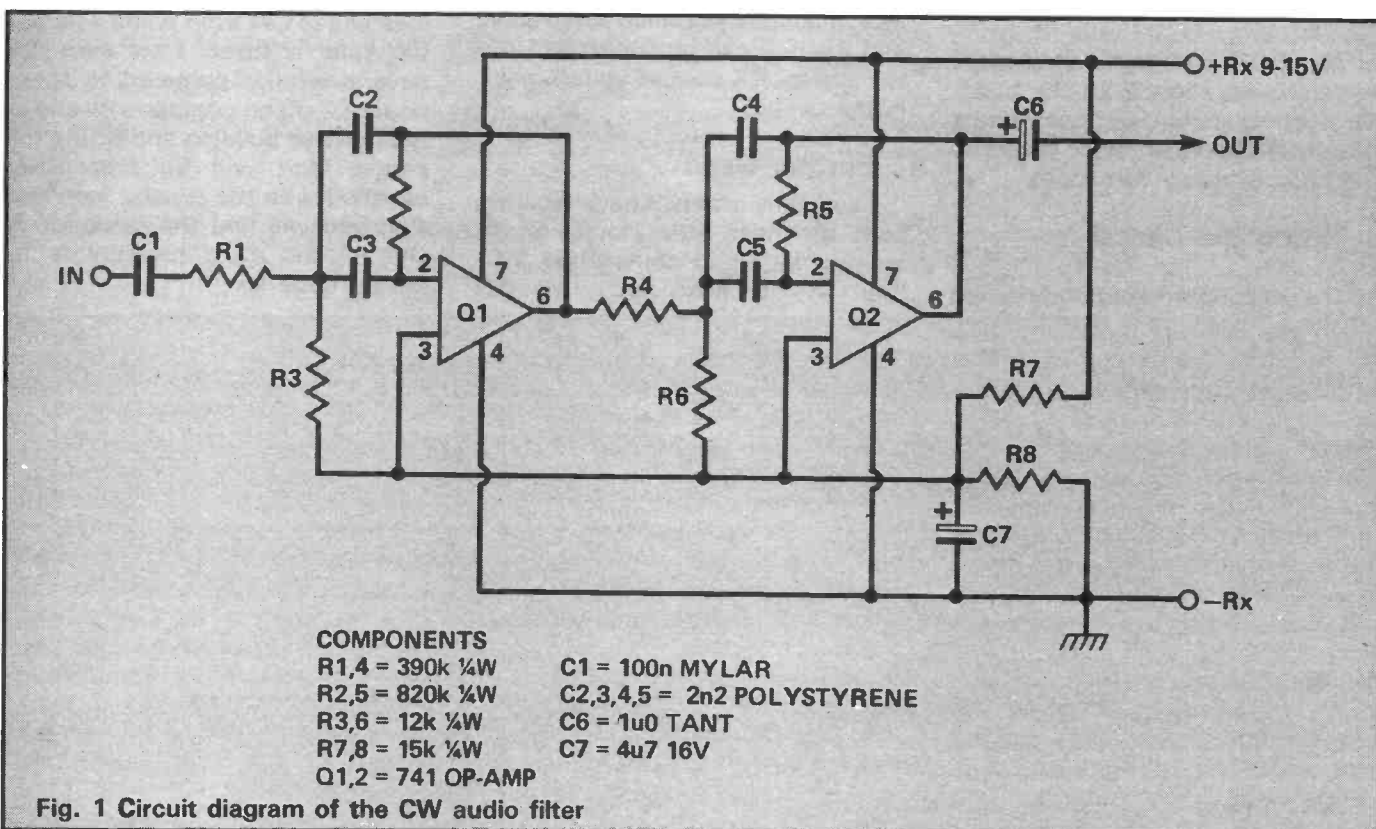 +Rx 9-15V
C2
C4
C6
+
OUT
R5
C1
R1
C3
IN
2
7
C5
2
7
Q1
6
R4
Q2
6
3
4
3
4
R3
R6
R7
R8
+
C7
–Rx
COMPONENTS
R1,4 = 390k ¼W C1 = 100n MYLAR
R2,5 = 820k ¼W C2,3,4,5 = 2n2 POLYSTYRENE
R3,6 = 12k ¼W C6 = 1u0 TANT
R7,8 = 15k ¼W C7 = 4u7 16V
Q1,2 = 741 OP-AMP
Fig. 1 Circuit diagram of the CW audio filter